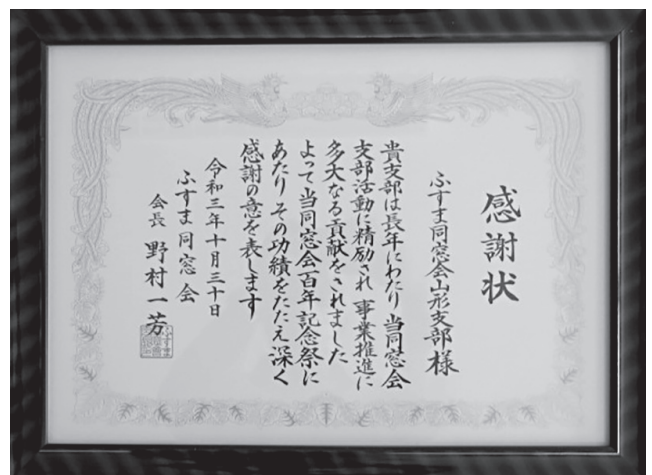 感謝状
ふすま同窓会山形支部様
貴支部は長年にわたり 当同窓会
支部活動に精励され 事業推進に
多大なる貢献をされました
よって当同窓会百年記念祭に
あたり その功績をたたえ深く
感謝の意を表します
令和三年十月三十日
ふすま同窓会
会長 野村一芳